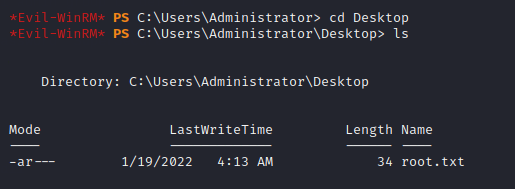 *Evil-WinRM* PS C:\Users\Administrator> cd Desktop
*Evil-WinRM* PS C:\Users\Administrator\Desktop> ls
Directory: C:\Users\Administrator\Desktop
Mode                LastWriteTime         Length Name
----                -------------         ------ ----
-ar---        1/19/2022   4:13 AM             34 root.txt